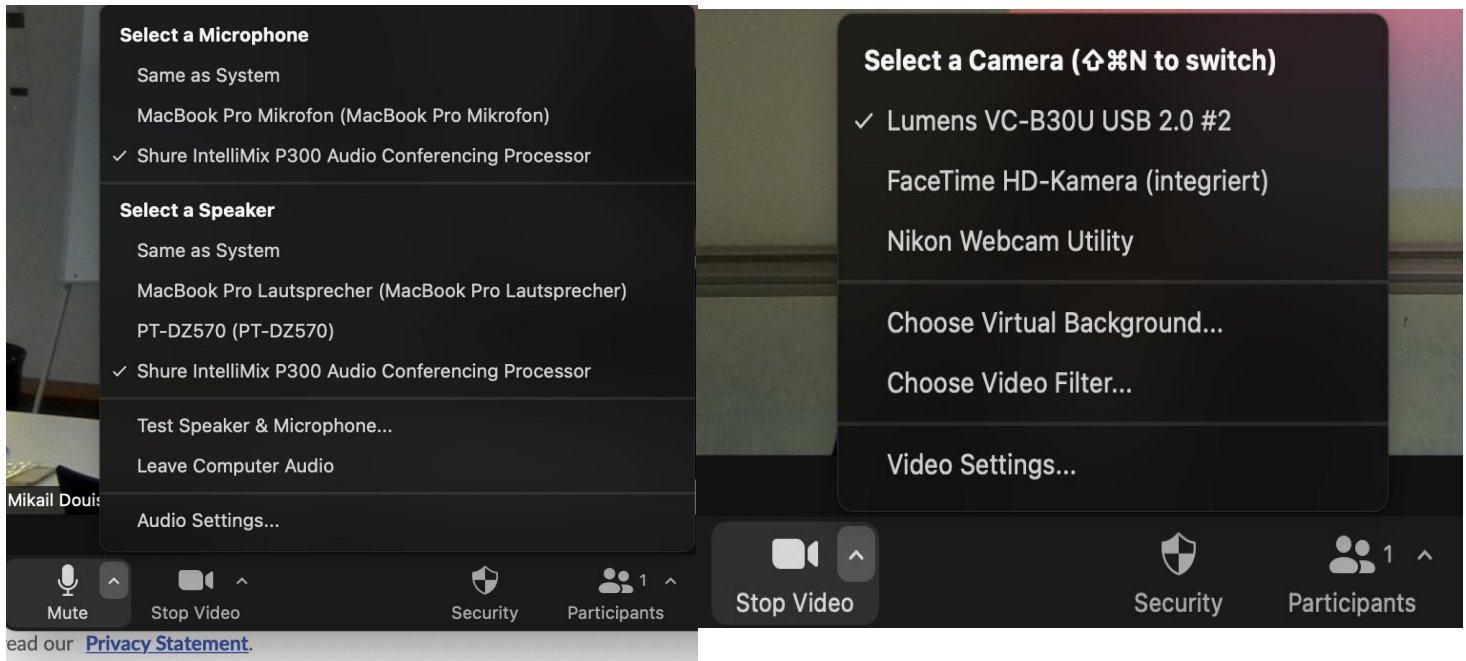 Select a Microphone
Same as System
MacBook Pro Mikrofon (MacBook Pro Mikrofon)
✓ Shure IntelliMix P300 Audio Conferencing Processor
Select a Speaker
Same as System
MacBook Pro Lautsprecher (MacBook Pro Lautsprecher)
PT-DZ570 (PT-DZ570)
✓ Shure IntelliMix P300 Audio Conferencing Processor
Test Speaker & Microphone...
Leave Computer Audio
Audio Settings...
Mikail Douis
Mute
Stop Video
Security
1
Participants
ead our Privacy Statement.
Select a Camera (⇧⌘N to switch)
✓ Lumens VC-B30U USB 2.0 #2
FaceTime HD-Kamera (integriert)
Nikon Webcam Utility
Choose Virtual Background...
Choose Video Filter...
Video Settings...
Stop Video
Security
1
Participants